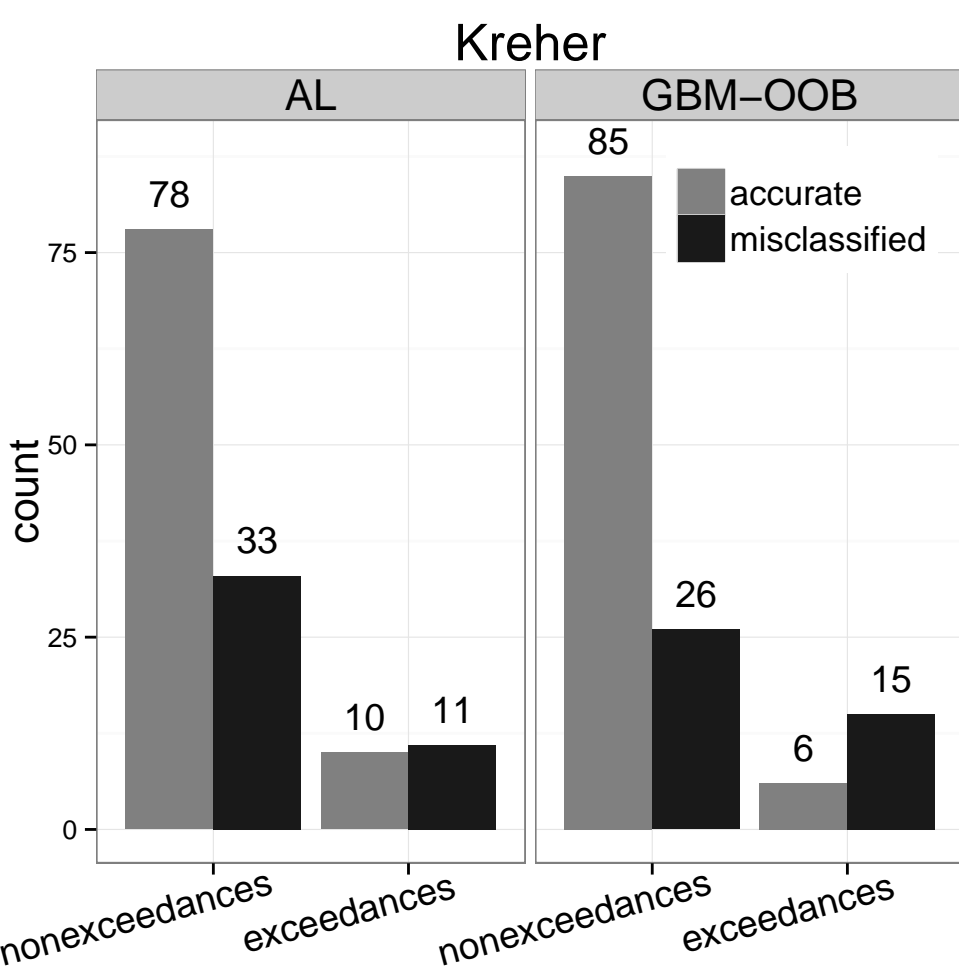 Kreher
AL
GBM−OOB
78
33
10
11
85
26
6
15
accurate
misclassified
75
50
25
0
count
nonexceedances
exceedances
nonexceedances
exceedances